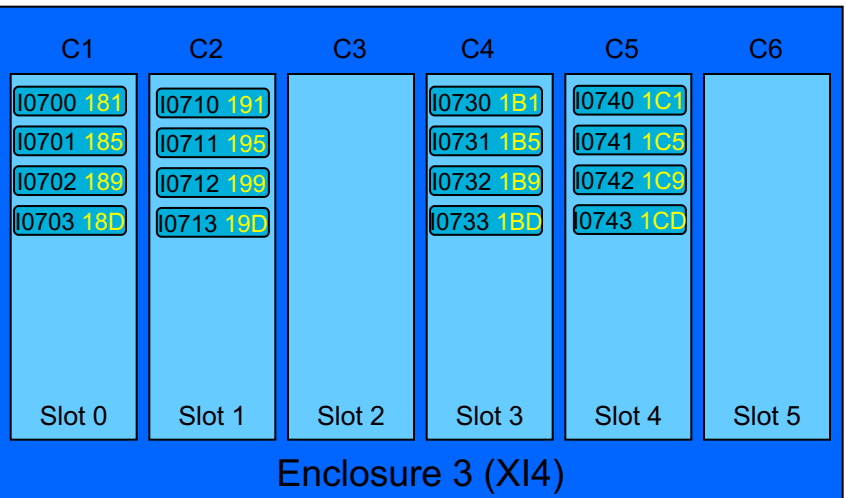 C1 C2 C3 C4 C5 C6
I0700 181 I0710 191 I0730 1B1 I0740 1C1
I0701 185 I0711 195 I0731 1B5 I0741 1C5
I0702 189 I0712 199 I0732 1B9 I0742 1C9
I0703 18D I0713 19D I0733 1BD I0743 1CD
Slot 0 Slot 1 Slot 2 Slot 3 Slot 4 Slot 5
Enclosure 3 (XI4)